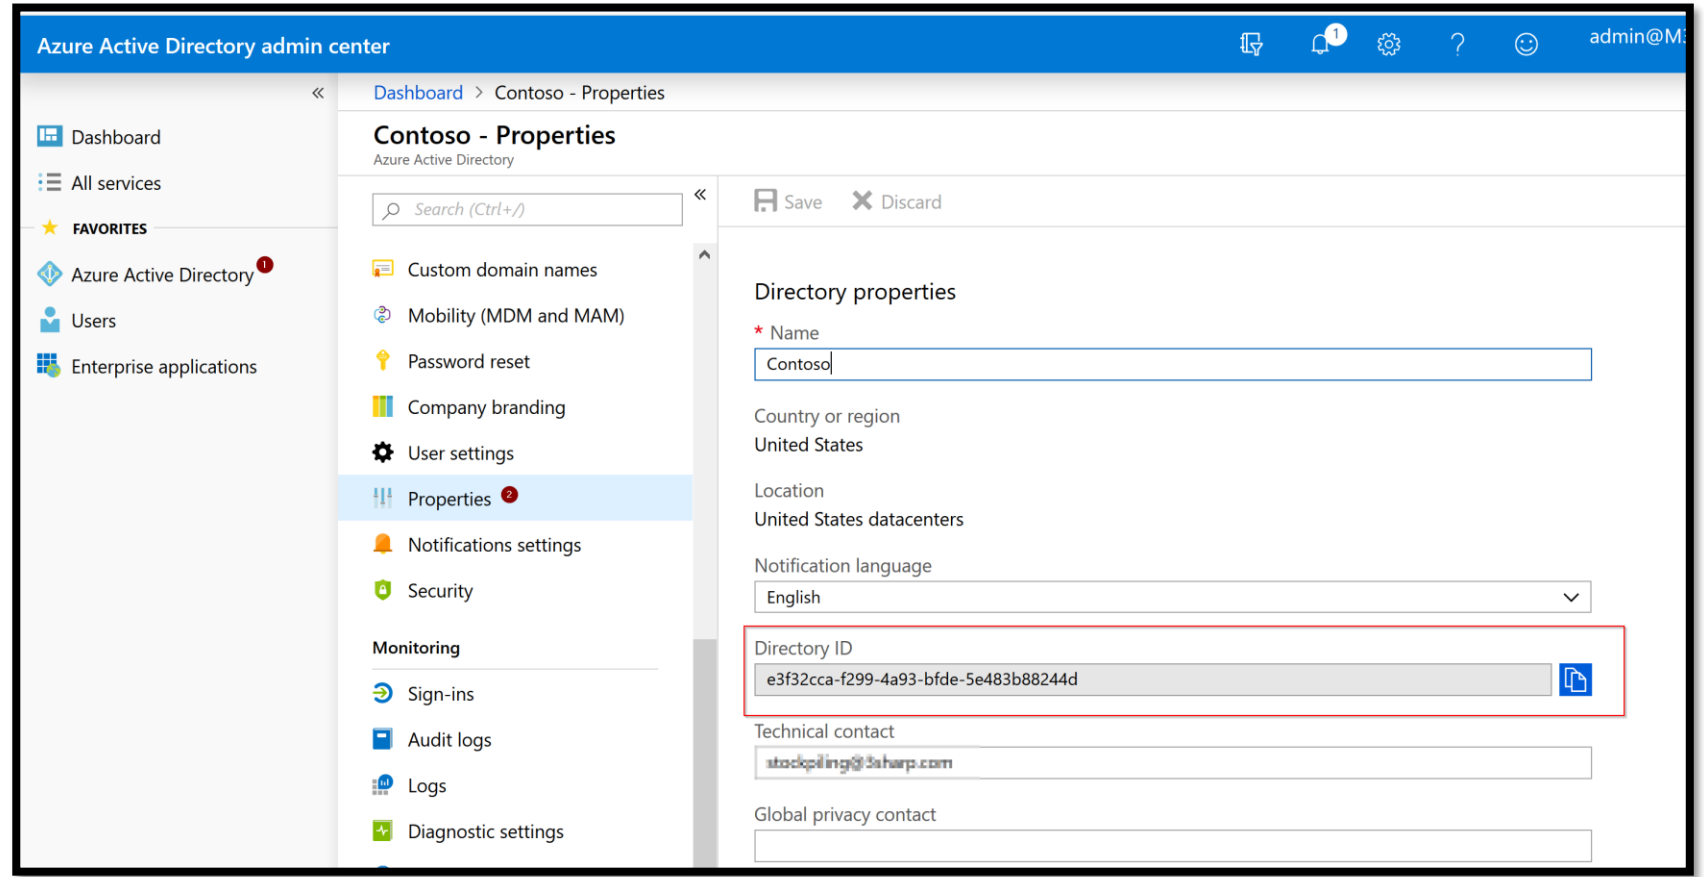 Azure Active Directory admin center
1
admin@M3
Dashboard
All services
FAVORITES
Azure Active Directory 1
Users
Enterprise applications
Dashboard > Contoso - Properties
Contoso - Properties
Azure Active Directory
Search (Ctrl+/)
Custom domain names
Mobility (MDM and MAM)
Password reset
Company branding
User settings
Properties 2
Notifications settings
Security
Monitoring
Sign-ins
Audit logs
Logs
Diagnostic settings
Save Discard
Directory properties
* Name
Contoso
Country or region
United States
Location
United States datacenters
Notification language
English
Directory ID
e3f32cca-f299-4a93-bfde-5e483b88244d
Technical contact
Global privacy contact